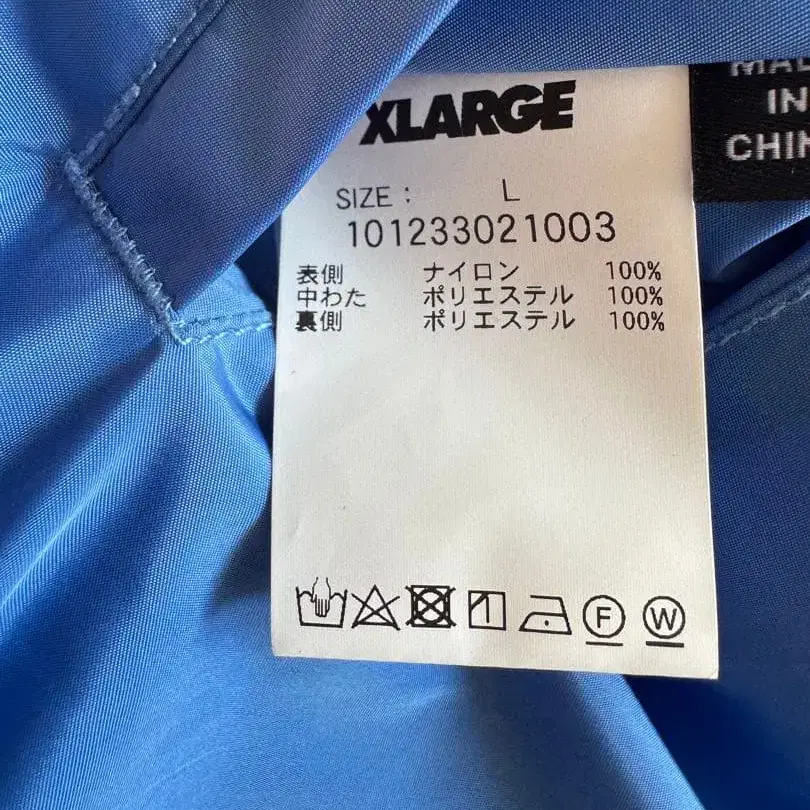 XLARGE
SIZE : L
101233021003
表側 ナイロン 100%
中わた ポリエステル 100%
裏側 ポリエステル 100%
F W
IN